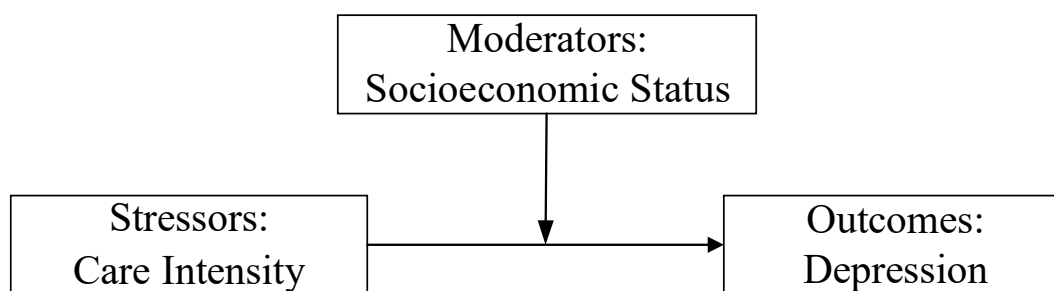 Moderators:
Socioeconomic Status
Stressors:
Care Intensity
Outcomes:
Depression